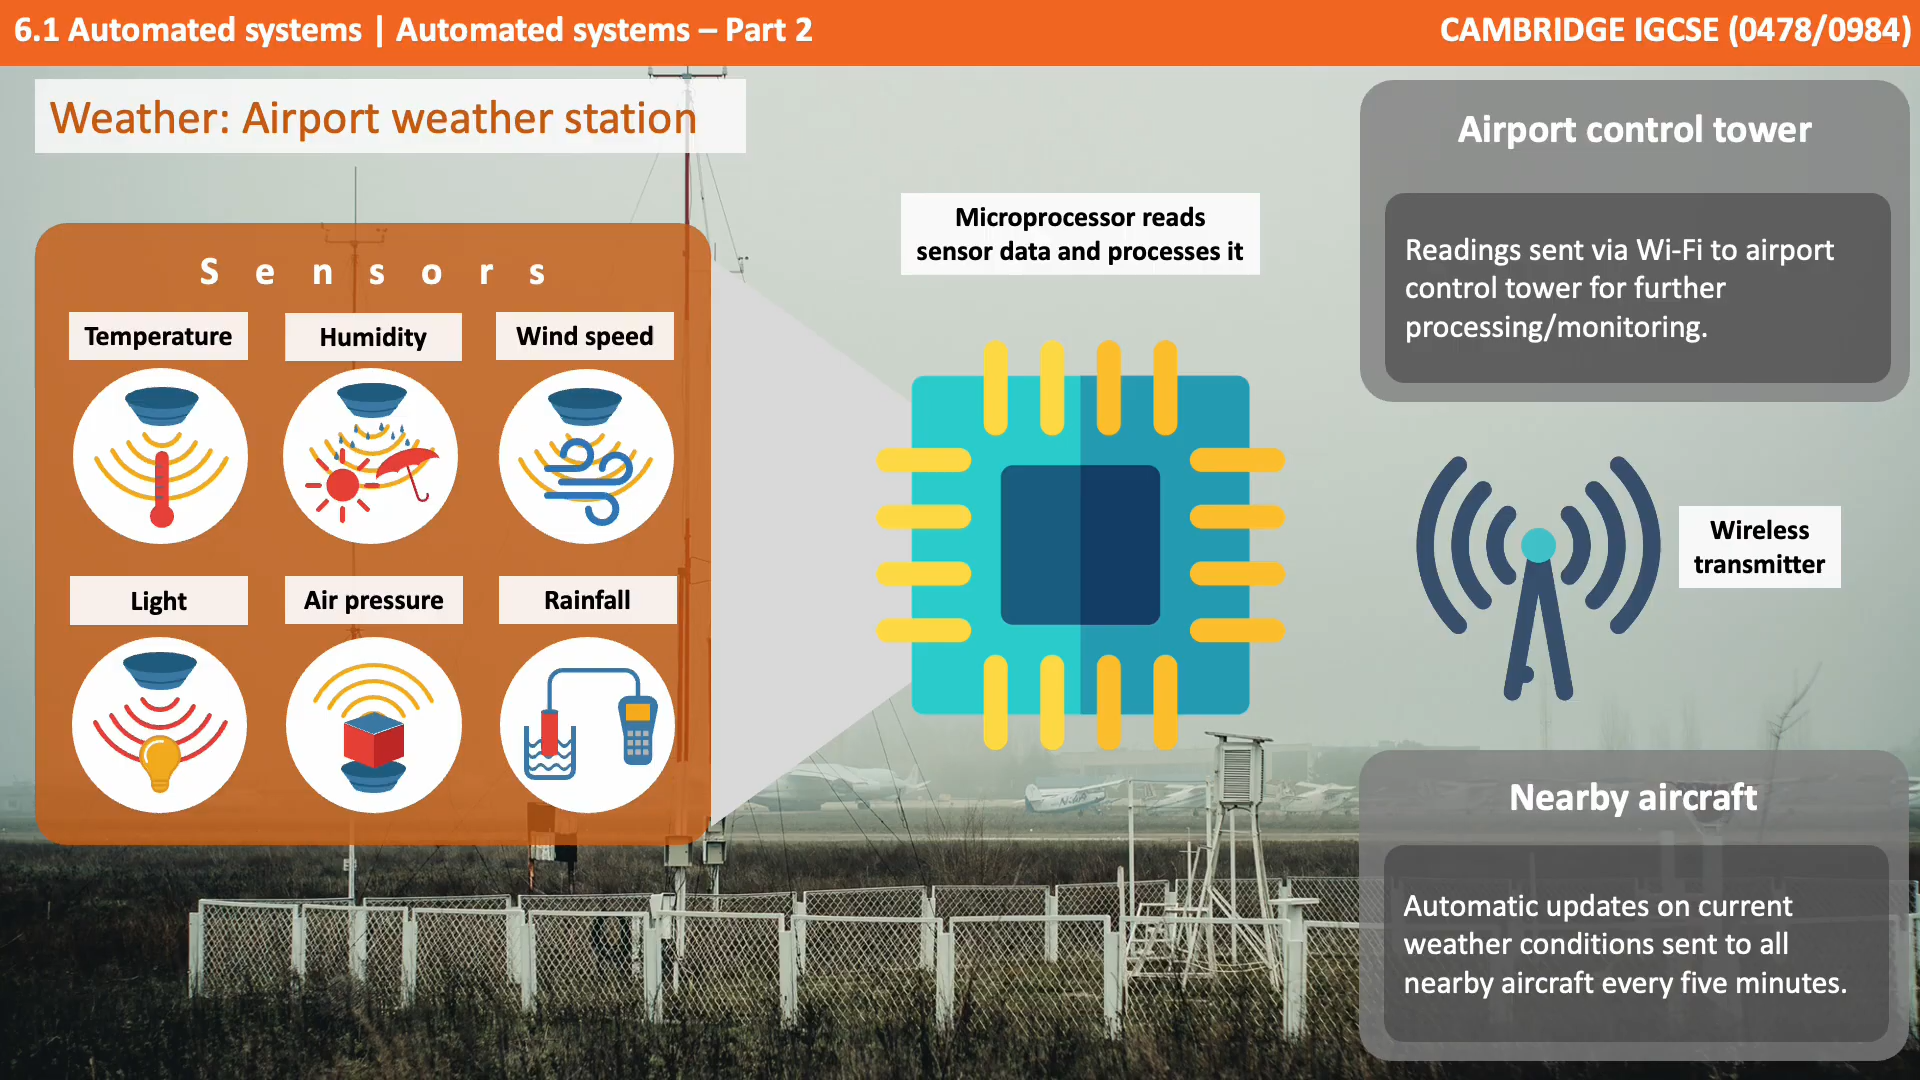 6.1 Automated systems | Automated systems – Part 2
CAMBRIDGE IGCSE (0478/0984)
Weather: Airport weather station
Sensors
Temperature
Humidity
Wind speed
Light
Air pressure
Rainfall
Microprocessor reads
sensor data and processes it
Airport control tower
Readings sent via Wi-Fi to airport
control tower for further
processing/monitoring.
Wireless
transmitter
Nearby aircraft
Automatic updates on current
weather conditions sent to all
nearby aircraft every five minutes.